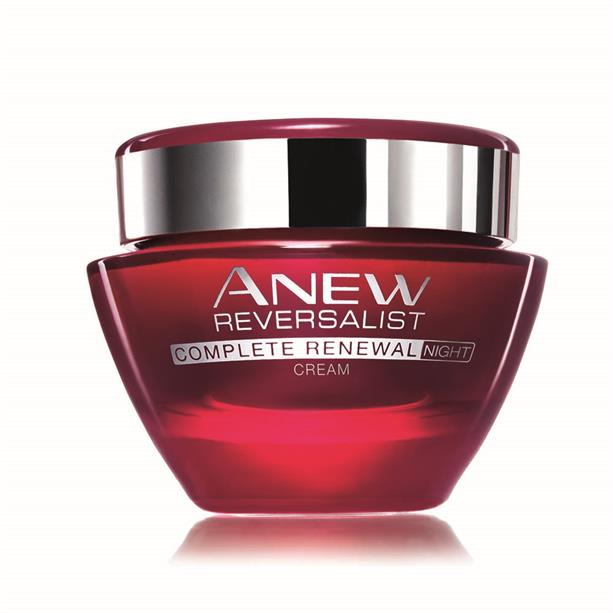 ANEW
REVERSALIST
COMPLETE RENEWAL NIGHT
CREAM